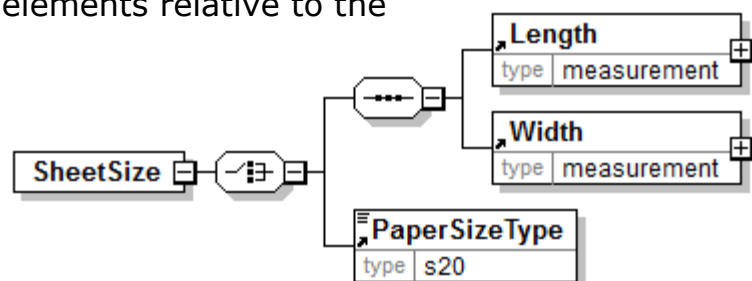 elements relative to the
Length
type measurement
Width
type measurement
SheetSize
PaperSizeType
type s20